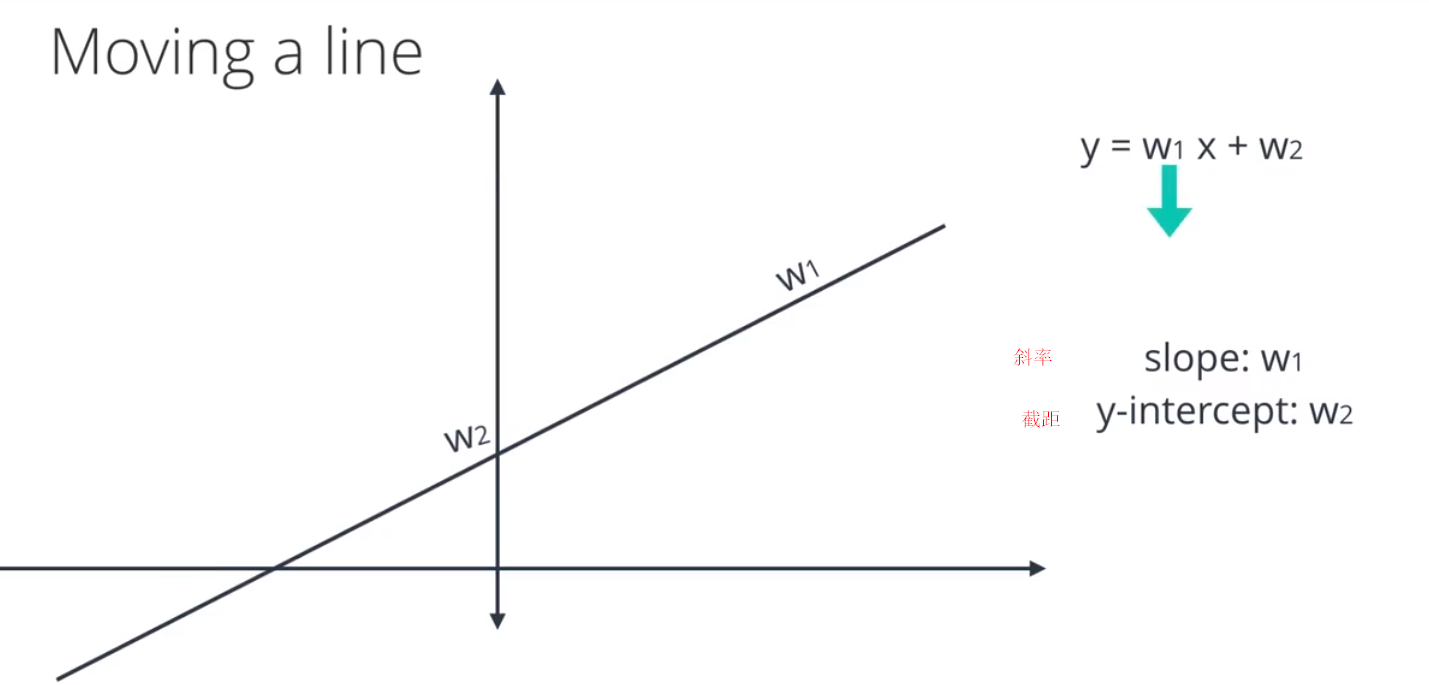 Moving a line
y = w1 x + w2
w1
w2
斜率 slope: w1
截距 y-intercept: w2